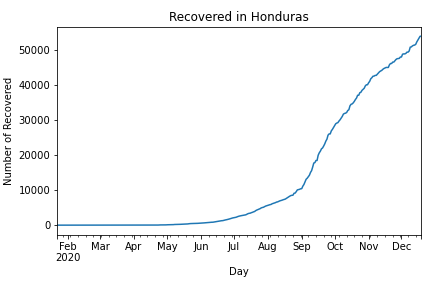 Recovered in Honduras
Number of Recovered
50000
40000
30000
20000
10000
0
Feb Mar Apr May Jun Jul Aug Sep Oct Nov Dec
2020
Day